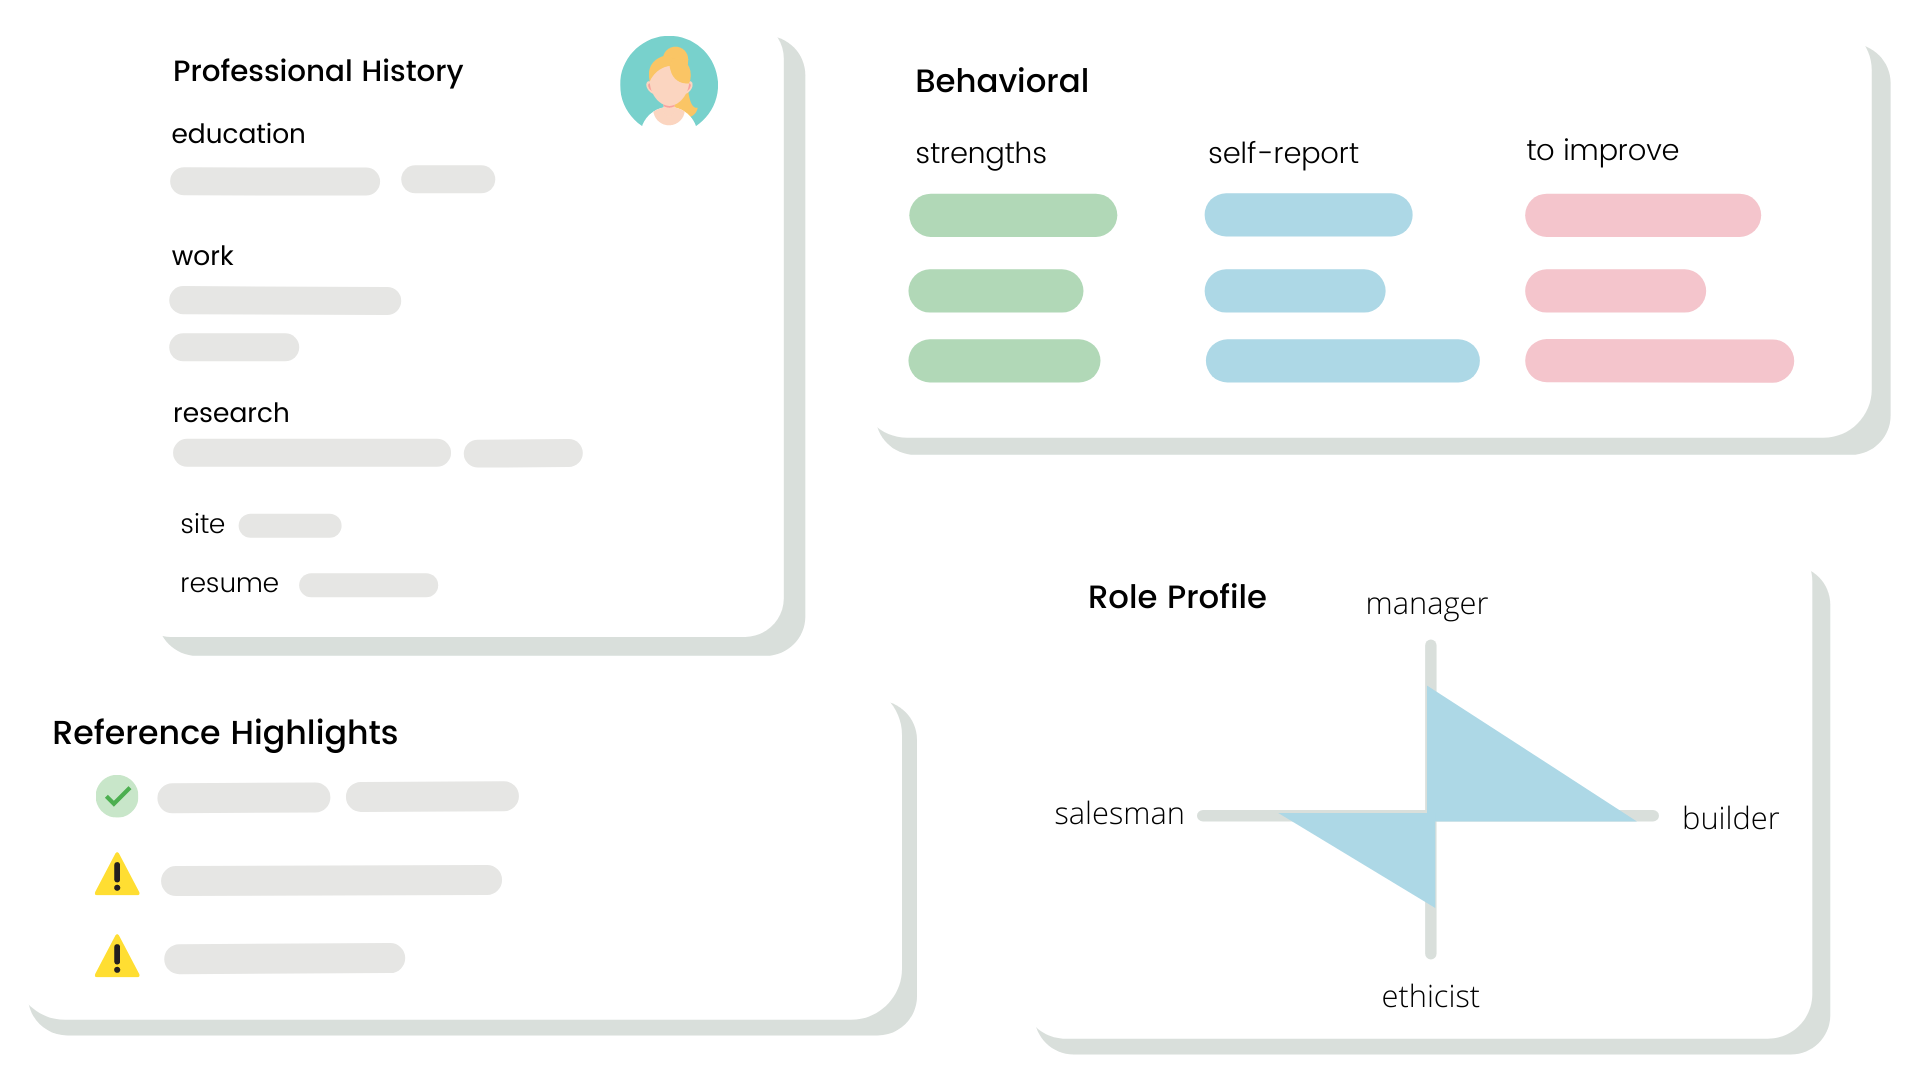 Professional History
education
work
research
site
resume
Behavioral
strengths
self-report
to improve
Reference Highlights
Role Profile
manager
salesman
builder
ethicist